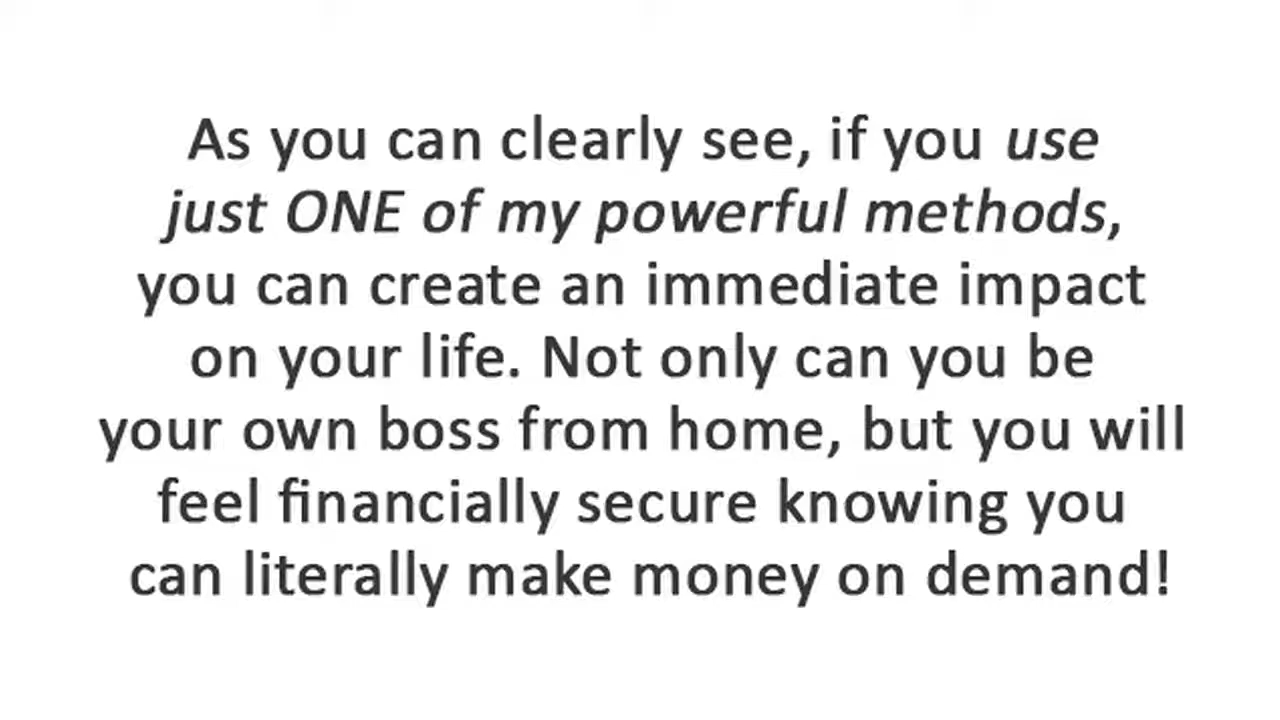 As you can clearly see, if you use
just ONE of my powerful methods,
you can create an immediate impact
on your life. Not only can you be
your own boss from home, but you will
feel financially secure knowing you
can literally make money on demand!